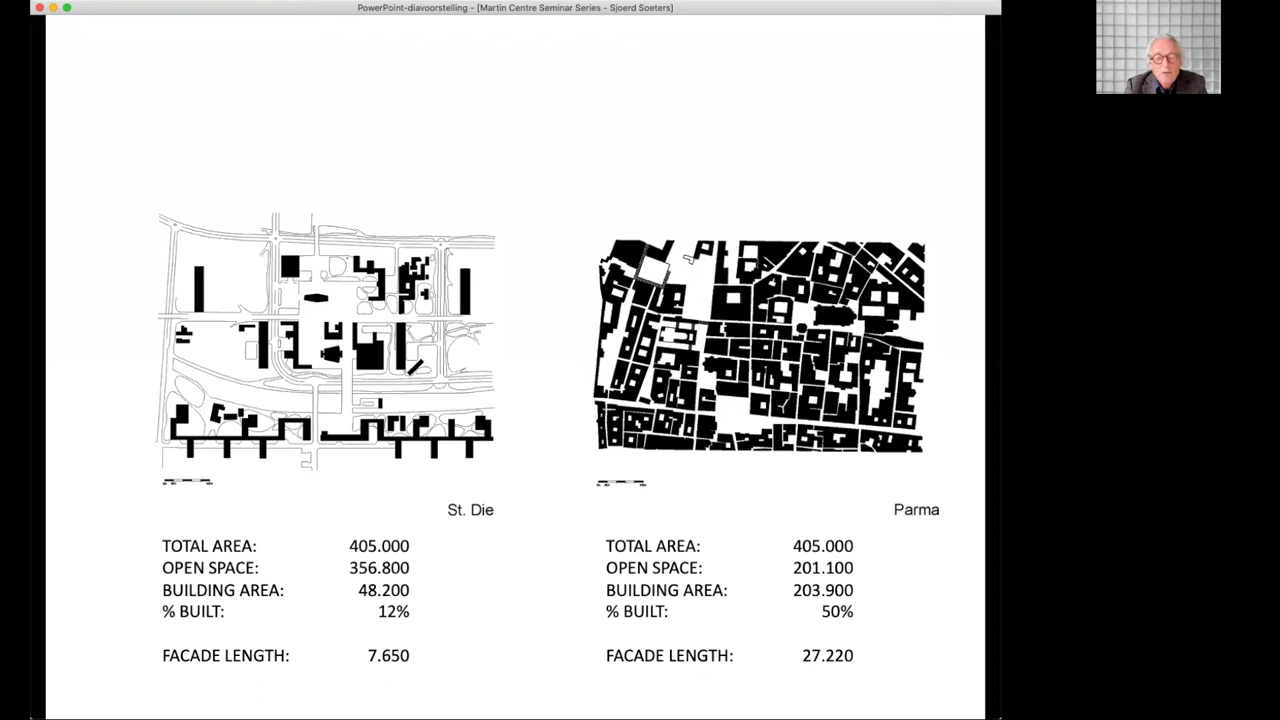 PowerPoint-diavoorstelling - [Martin Centre Seminar Series - Sjoerd Soeters]
St. Die
TOTAL AREA: 405.000
OPEN SPACE: 356.800
BUILDING AREA: 48.200
% BUILT: 12%
FACADE LENGTH: 7.650
Parma
TOTAL AREA: 405.000
OPEN SPACE: 201.100
BUILDING AREA: 203.900
% BUILT: 50%
FACADE LENGTH: 27.220